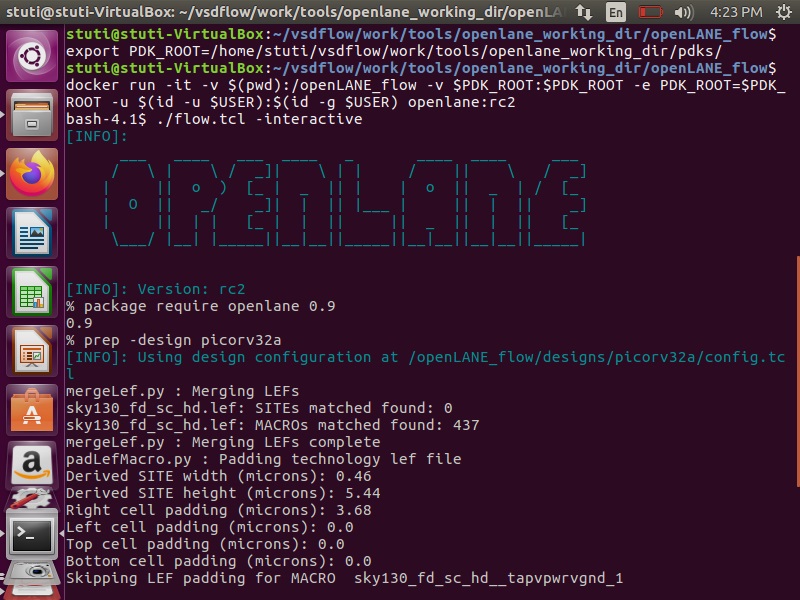 stuti@stuti-VirtualBox: ~/vsdflow/work/tools/openlane_working_dir/openLA
En
4:23 PM
stuti@stuti-VirtualBox:~/vsdflow/work/tools/openlane_working_dir/openLANE_flow$
export PDK_ROOT=/home/stuti/vsdflow/work/tools/openlane_working_dir/pdks/
stuti@stuti-VirtualBox:~/vsdflow/work/tools/openlane_working_dir/openLANE_flow$
docker run -it -v $(pwd):/openLANE_flow -v $PDK_ROOT:$PDK_ROOT -e PDK_ROOT=$PDK_
ROOT -u $(id -u $USER):$(id -g $USER) openlane:rc2
bash-4.1$ ./flow.tcl -interactive
[INFO]:
OPENLANE
[INFO]: Version: rc2
% package require openlane 0.9
0.9
% prep -design picorv32a
[INFO]: Using design configuration at /openLANE_flow/designs/picorv32a/config.tc
l
mergeLef.py : Merging LEFs
sky130_fd_sc_hd.lef: SITEs matched found: 0
sky130_fd_sc_hd.lef: MACROs matched found: 437
mergeLef.py : Merging LEFs complete
padLefMacro.py : Padding technology lef file
Derived SITE width (microns): 0.46
Derived SITE height (microns): 5.44
Right cell padding (microns): 3.68
Left cell padding (microns): 0.0
Top cell padding (microns): 0.0
Bottom cell padding (microns): 0.0
Skipping LEF padding for MACRO  sky130_fd_sc_hd__tapvpwrvgnd_1